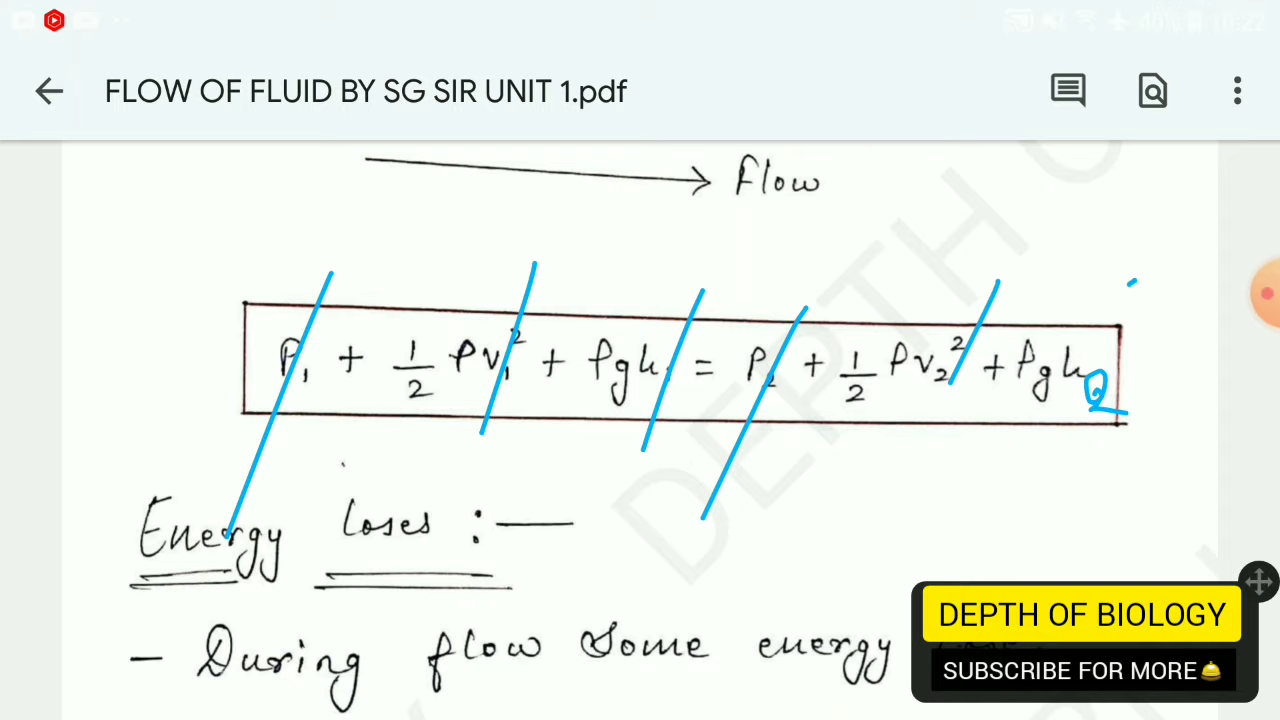 FLOW OF FLUID BY SG SIR UNIT 1.pdf
Flow
P₁ + 1/2 ρv₁² + ρgh₁ = P₂ + 1/2 ρv₂² + ρgh₂
Energy loses :—
- During flow some energy
DEPTH OF BIOLOGY
SUBSCRIBE FOR MORE
DEPTH O